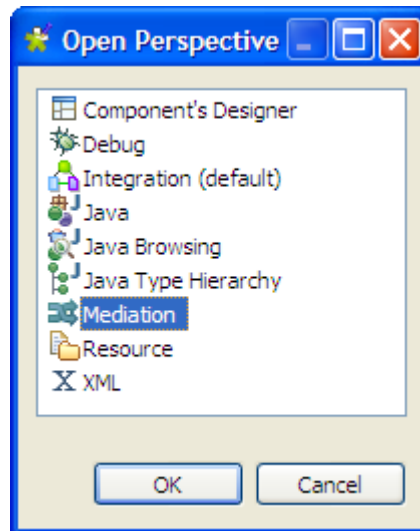 Open Perspective
Component's Designer
Debug
Integration (default)
Java
Java Browsing
Java Type Hierarchy
Mediation
Resource
XML
OK
Cancel